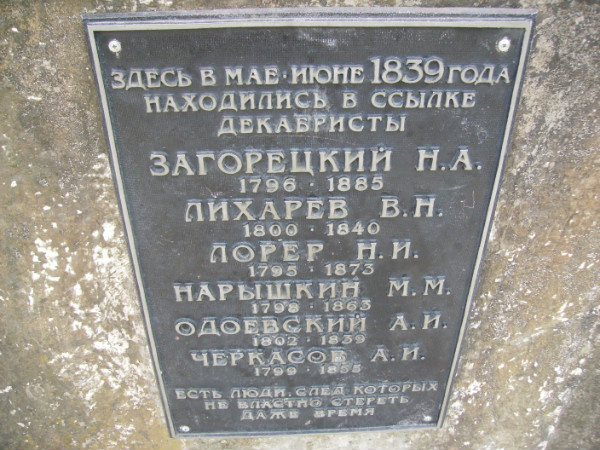 ЗДЕСЬ В МАЕ·ИЮНЕ 1839 ГОДА
НАХОДИЛИСЬ В ССЫЛКЕ
ДЕКАБРИСТЫ
ЗАГОРЕЦКИЙ Н.А.
1796 · 1885
ЛИХАРЕВ В.Н.
1800 · 1840
ЛОРЕР Н.И.
1795 · 1873
НАРЫШКИН М.М.
1798 · 1863
ОДОЕВСКИЙ А.И.
1802 · 1839
ЧЕРКАСОВ А.И.
1799 · 1855
ЕСТЬ ЛЮДИ, СЛЕД КОТОРЫХ
НЕ ВЛАСТНО СТЕРЕТЬ
ДАЖЕ ВРЕМЯ